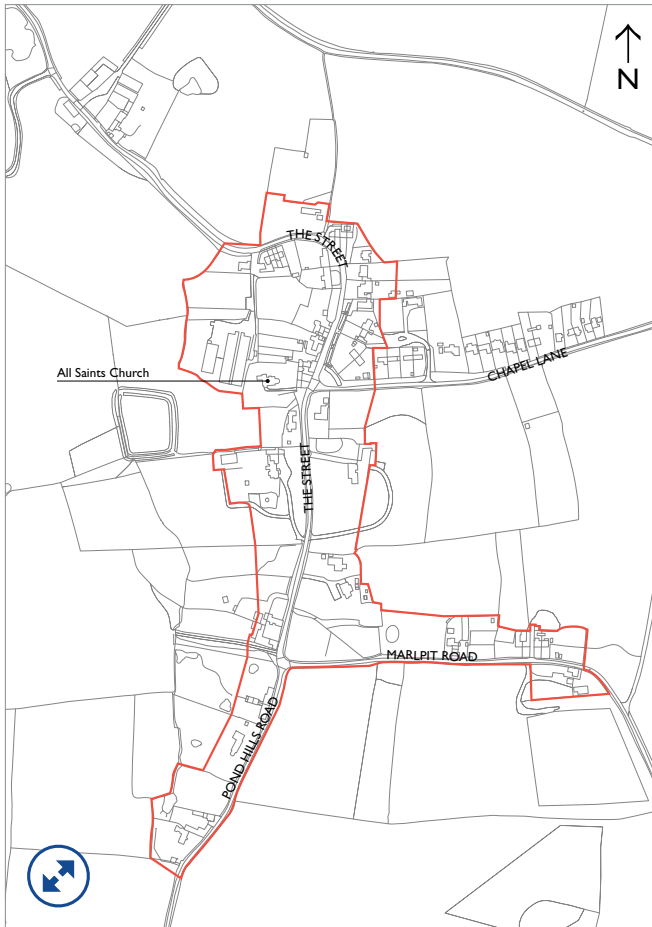 N
THE STREET
All Saints Church
CHAPEL LANE
THE STREET
MARLPIT ROAD
POND HILLS ROAD